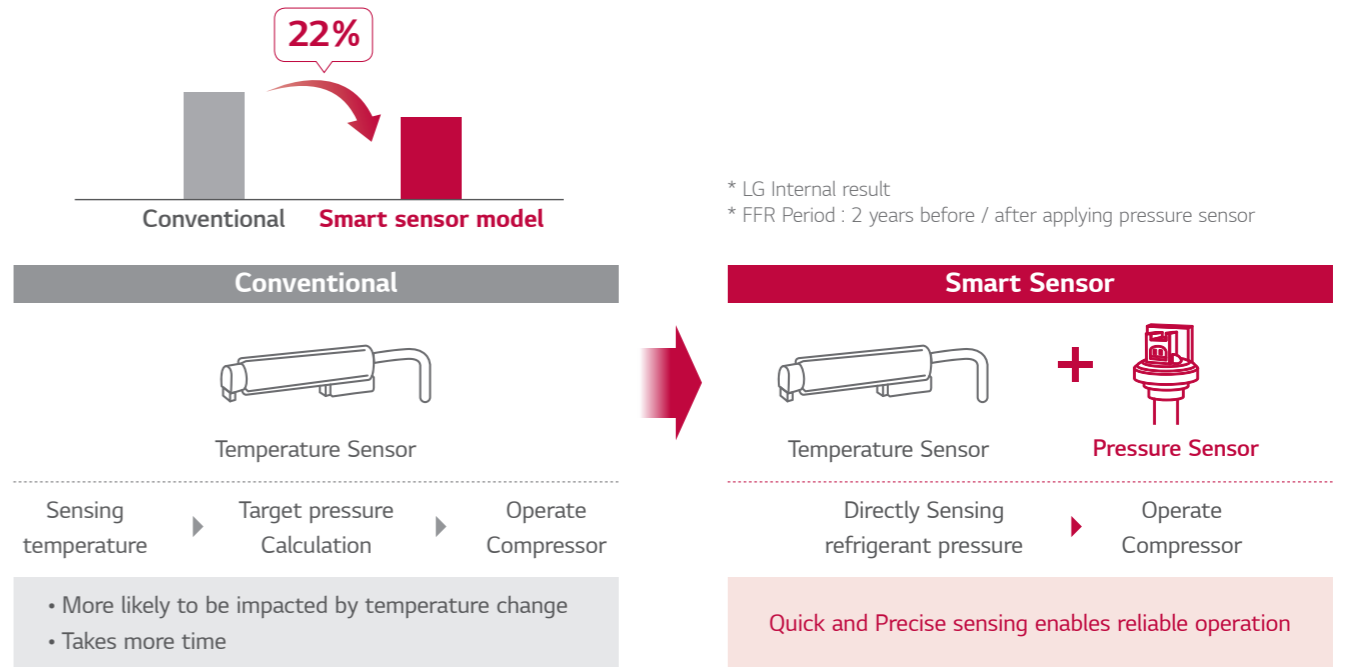 22%
Conventional
Smart sensor model
* LG Internal result
* FFR Period : 2 years before / after applying pressure sensor
Conventional
Temperature Sensor
Sensing
temperature
Target pressure
Calculation
Operate
Compressor
• More likely to be impacted by temperature change
• Takes more time
Smart Sensor
Temperature Sensor
+
Pressure Sensor
Directly Sensing
refrigerant pressure
Operate
Compressor
Quick and Precise sensing enables reliable operation